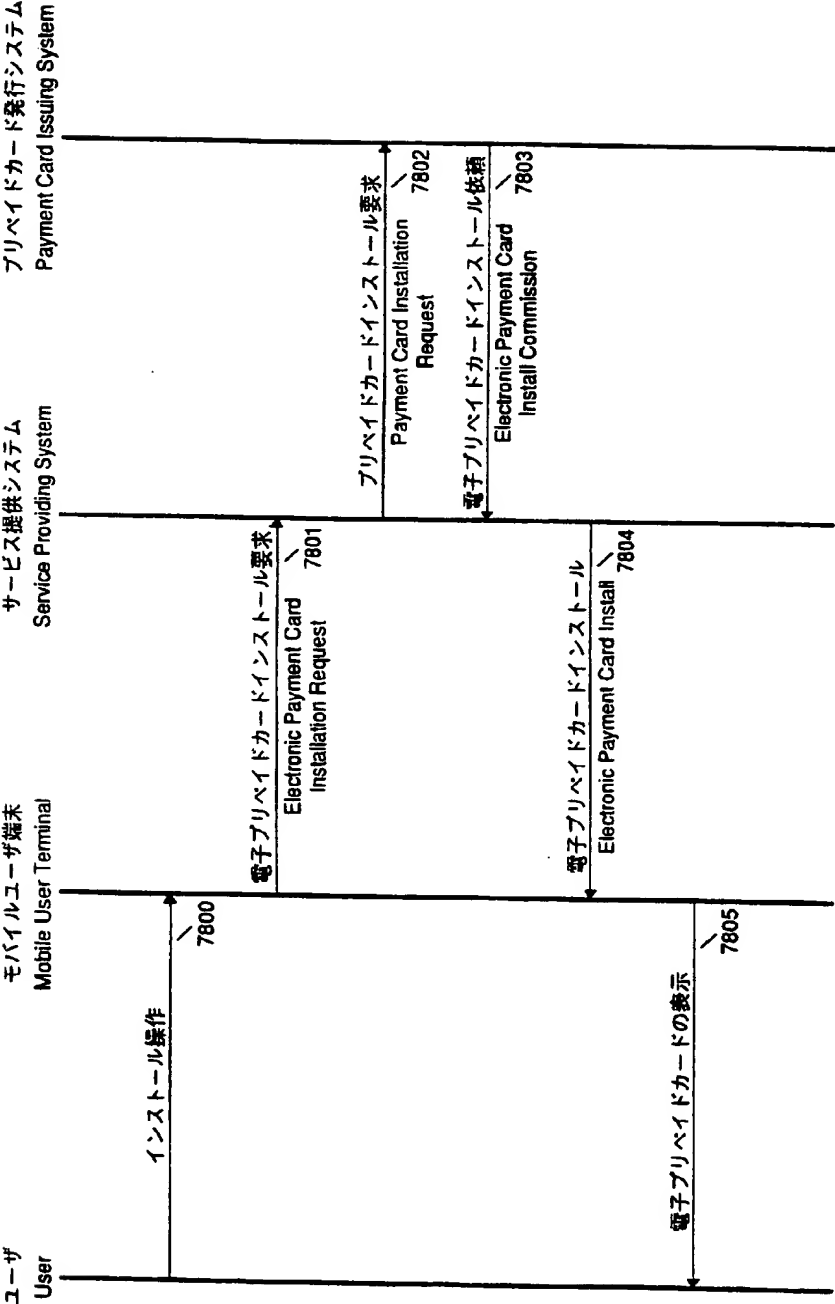 ユーザ
User
モバイルユーザ端末
Mobile User Terminal
サービス提供システム
Service Providing System
プリペイドカード発行システム
Payment Card Issuing System
インストール操作
7800
電子プリペイドカードインストール要求
7801
Electronic Payment Card
Installation Request
プリペイドカードインストール要求
7802
Payment Card Installation
Request
電子プリペイドカードインストール依頼
7803
Electronic Payment Card
Install Commission
電子プリペイドカードインストール
7804
Electronic Payment Card Install
電子プリペイドカードの表示
7805